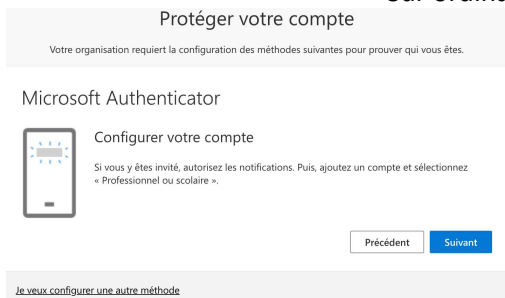 Protéger votre compte
Votre organisation requiert la configuration des méthodes suivantes pour prouver qui vous êtes.
Microsoft Authenticator
Configurer votre compte
Si vous y êtes invité, autorisez les notifications. Puis, ajoutez un compte et sélectionnez
« Professionnel ou scolaire ».
Précédent Suivant
Je veux configurer une autre méthode